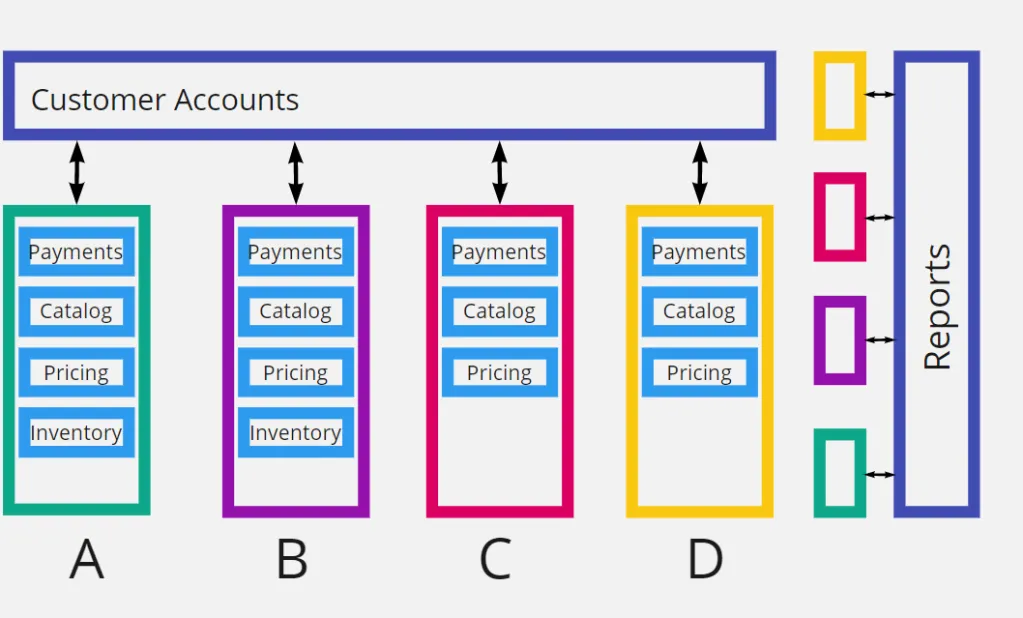 Customer Accounts
Payments
Catalog
Pricing
Inventory
A
Payments
Catalog
Pricing
Inventory
B
Payments
Catalog
Pricing
C
Payments
Catalog
Pricing
D
Reports